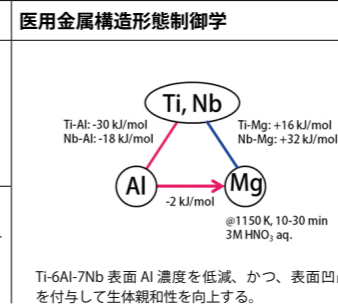 医用金属構造形態制御学
Ti, Nb
Ti-Al: -30 kJ/mol
Nb-Al: -18 kJ/mol
Ti-Mg: +16 kJ/mol
Nb-Mg: +32 kJ/mol
Al
Mg
-2 kJ/mol
@1150 K, 10-30 min
3M HNO₃ aq.
Ti-6Al-7Nb 表面 Al 濃度を低減、かつ、表面凹
を付与して生体親和性を向上する。